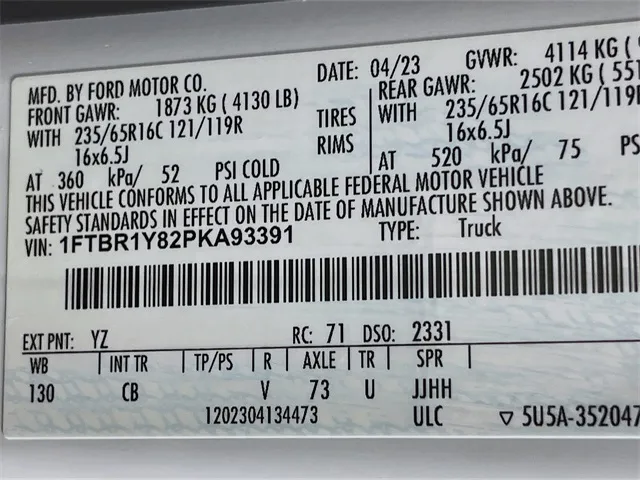 MFD. BY FORD MOTOR CO.
DATE: 04/23 GVWR: 4114 KG
FRONT GAWR: 1873 KG ( 4130 LB)
REAR GAWR: 2502 KG
WITH 235/65R16C 121/119R TIRES WITH 235/65R16C 121/119R
16x6.5J RIMS 16x6.5J
AT 360 kPa/ 52 PSI COLD AT 520 kPa/ 75
THIS VEHICLE CONFORMS TO ALL APPLICABLE FEDERAL MOTOR VEHICLE
SAFETY STANDARDS IN EFFECT ON THE DATE OF MANUFACTURE SHOWN ABOVE.
VIN: 1FTBR1Y82PKA93391 TYPE: Truck
EXT PNT: YZ RC: 71 DSO: 2331
WB INT TR TP/PS R AXLE TR SPR
130 CB V 73 U JJHH
1202304134473 ULC ▽ 5U5A-352047